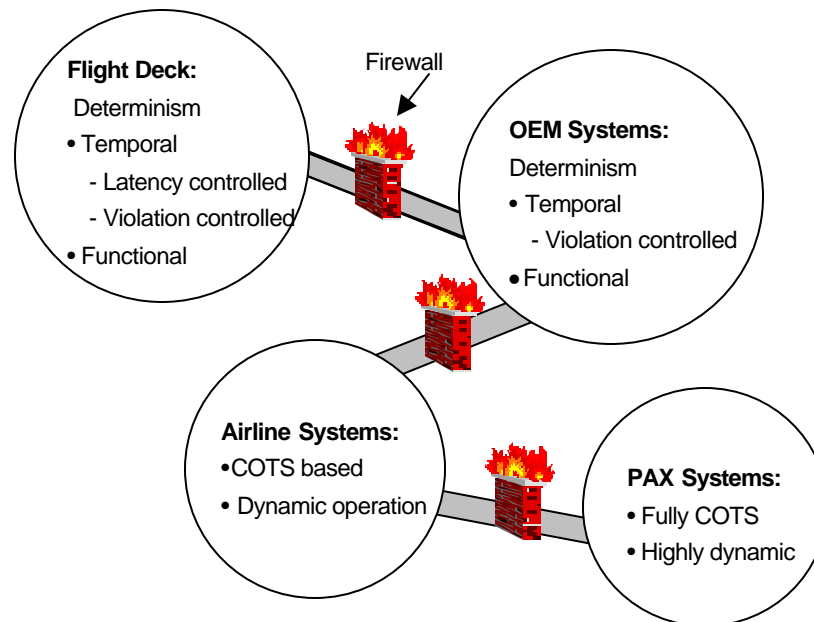 Firewall
Flight Deck:
Determinism
• Temporal
- Latency controlled
- Violation controlled
• Functional
OEM Systems:
Determinism
• Temporal
- Violation controlled
• Functional
Airline Systems:
•COTS based
• Dynamic operation
PAX Systems:
• Fully COTS
• Highly dynamic